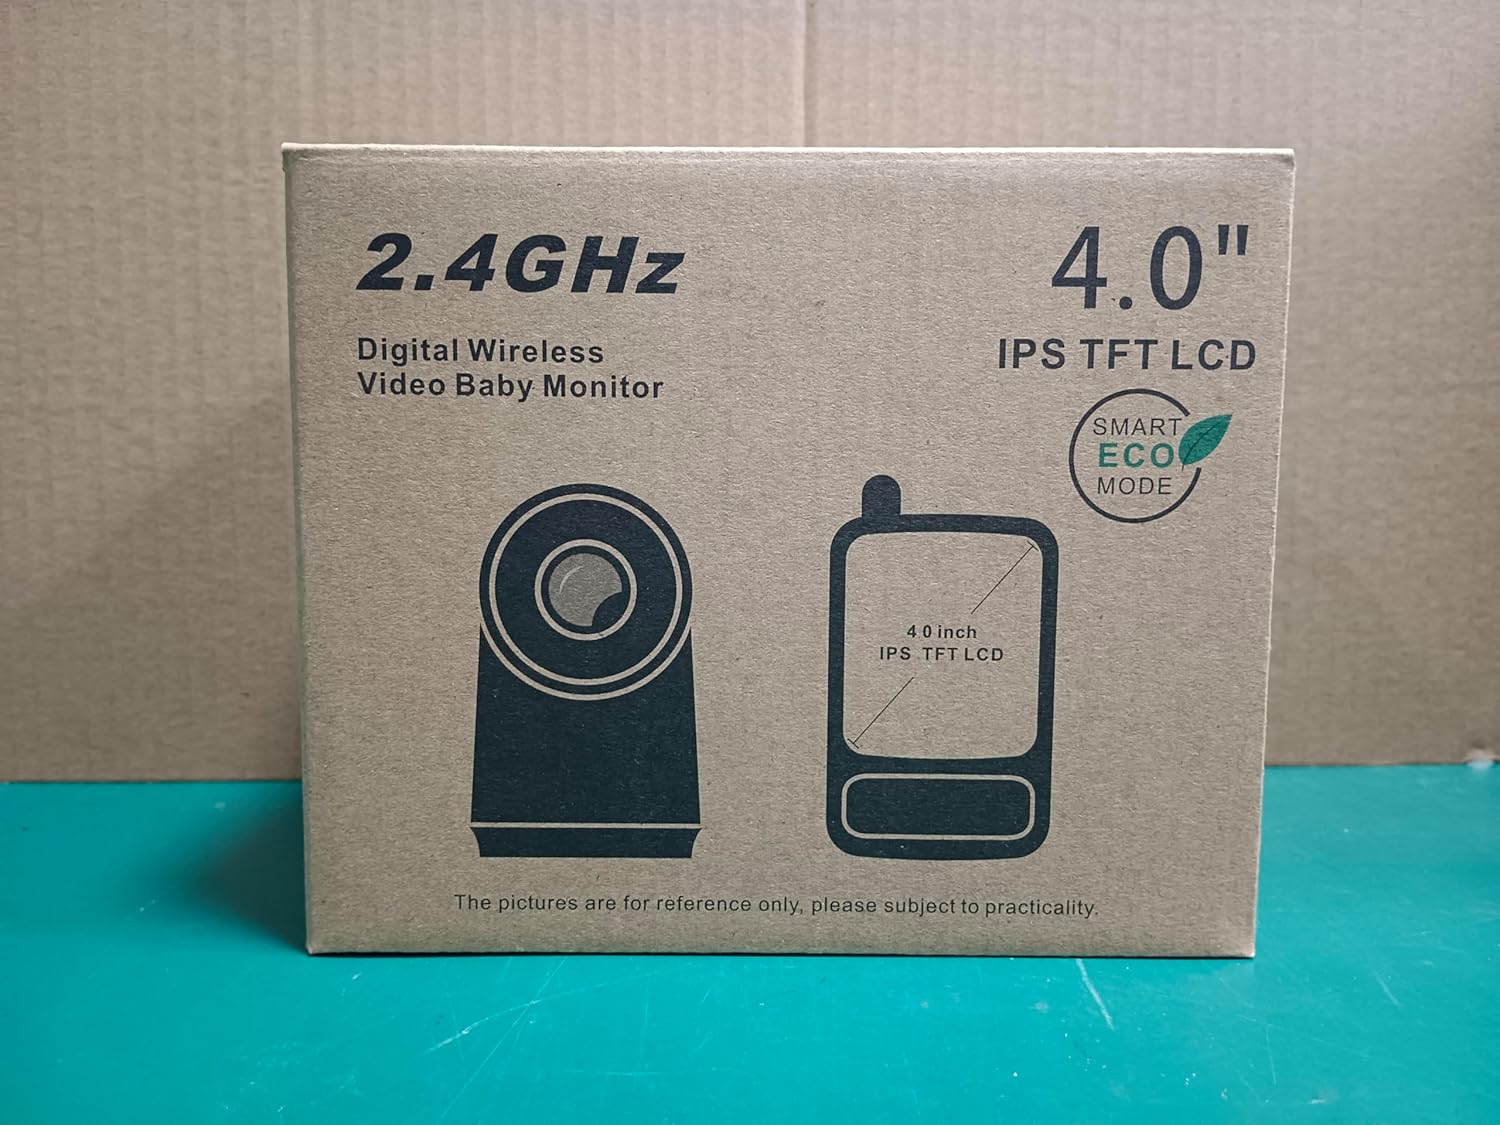 2.4GHz
Digital Wireless
Video Baby Monitor
4.0"
IPS TFT LCD
SMART
ECO
MODE
4.0 inch
IPS TFT LCD
The pictures are for reference only, please subject to practicality.